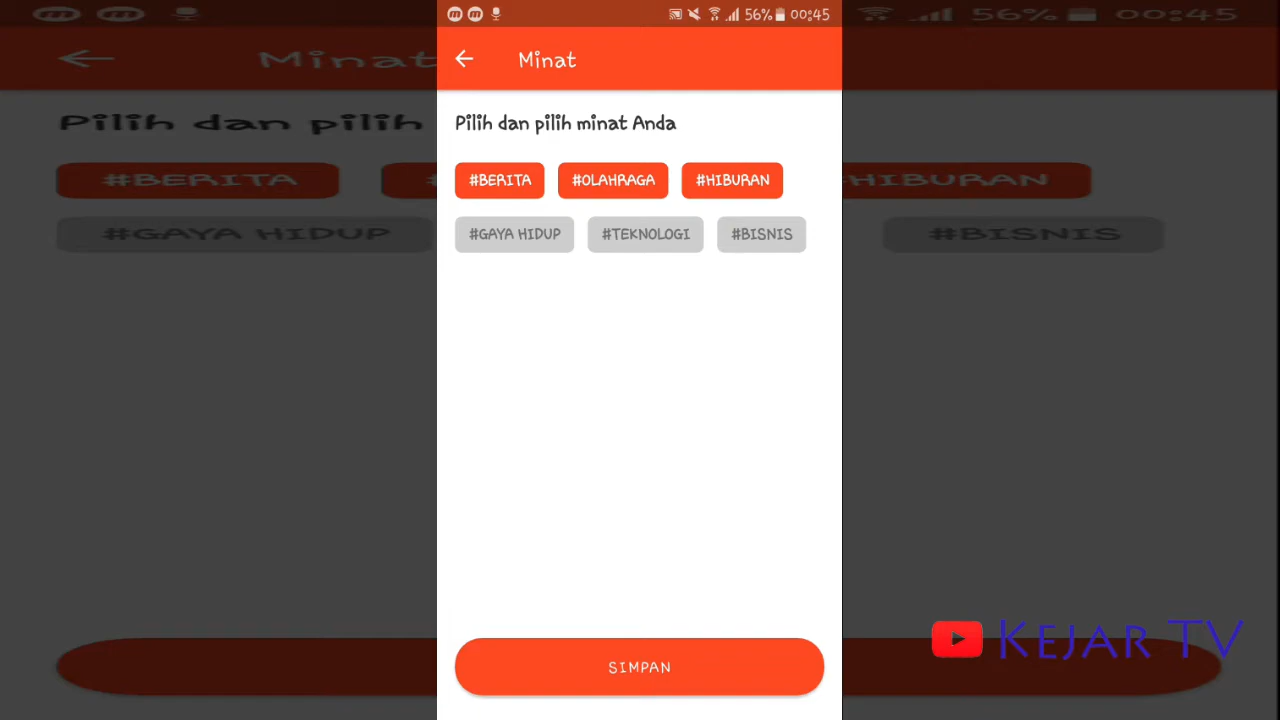 56% 00:45
Minat
Pilih dan pilih minat Anda
#BERITA #OLAHRAGA #HIBURAN
#GAYA HIDUP #TEKNOLOGI #BISNIS
SIMPAN
KEJAR TV